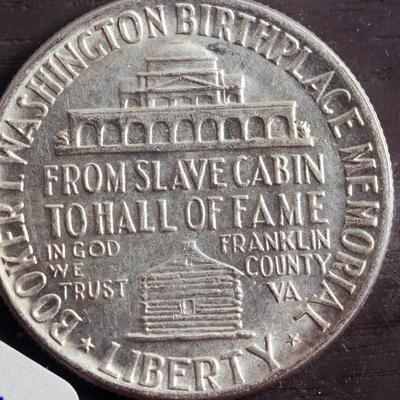 BOOKER T. WASHINGTON BIRTHPLACE MEMORIAL
FROM SLAVE CABIN
TO HALL OF FAME
IN GOD
WE
TRUST
FRANKLIN
COUNTY
VA.
★ LIBERTY ★